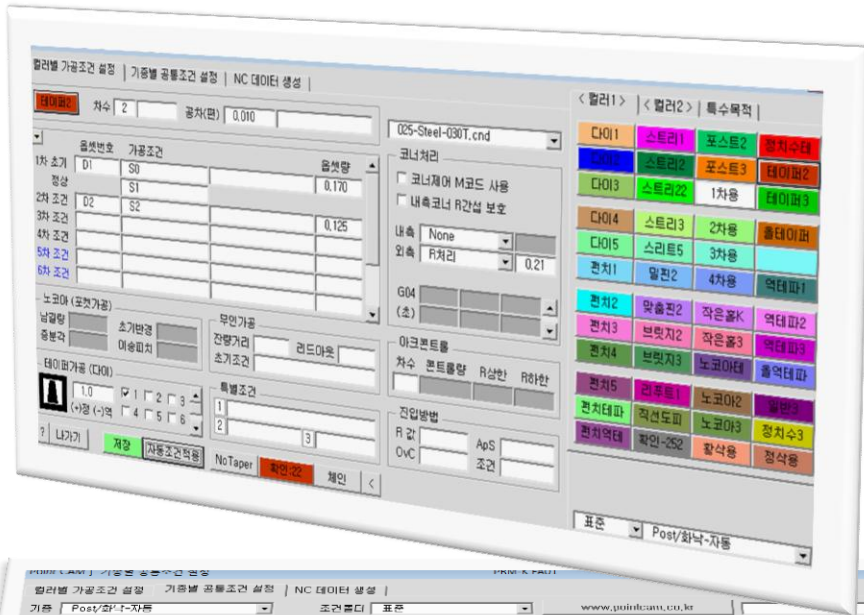 컬러별 가공조건 설정 | 기종별 공통조건 설정 | NC 데이터 생성 |
테이퍼2 차수 2 공차(편) 0,010
025-Steel-030T.cnd
옵셋번호 가공조건 옵셋량
1차 초기 D1 S0 0,170
정상 S1
2차 조건 D2 S2 0,125
3차 조건
4차 조건
5차 조건
6차 조건
코너처리
코너제어 M코드 사용
내측코너 R간섭 보호
내측 None
외측 R처리 0,21
G04
(초)
노코아 (포켓가공)
남길량 초기반경
증분각 이송피치
무인가공
잔량거리 리드아웃
초기조건
아크콘트롤
차수 콘트롤량 R상한 R하한
테이퍼가공 (다이)
1,0 1 2 3
(+)정 (-)역 4 5 6
특별조건
1
2 3
진입방법
R 값 ApS
OvC 조건
? 나가기 저장 자동조건적용 NoTaper 확인:22 체인 <
<컬러1> | <컬러2> | 특수목적 |
다이1 스트리1 포스트2 정치수테
다이2 스트리2 포스트3 테이퍼2
다이3 스트리22 1차용 테이퍼3
다이4 스트리3 2차용 홀테이퍼
다이5 스리트5 3차용
펀치1 밀핀2 4차용 역테파1
펀치2 맞춤핀2 작은홀K 역테파2
펀치3 브릿지2 작은홀3 역테파3
펀치4 브릿지3 노코아테 홀역테파
펀치5 리푸트1 노코아2 일반3
펀치테파 직선도피 노코아3 정치수3
펀치역테 확인-252 황삭용 정삭용
표준 Post/화낙-자동
컬러별 가공조건 설정 | 기종별 공통조건 설정 | NC 데이터 생성 |
기종 Post/화낙-자동 조건폴더 표준 www.pointcam.co.kr